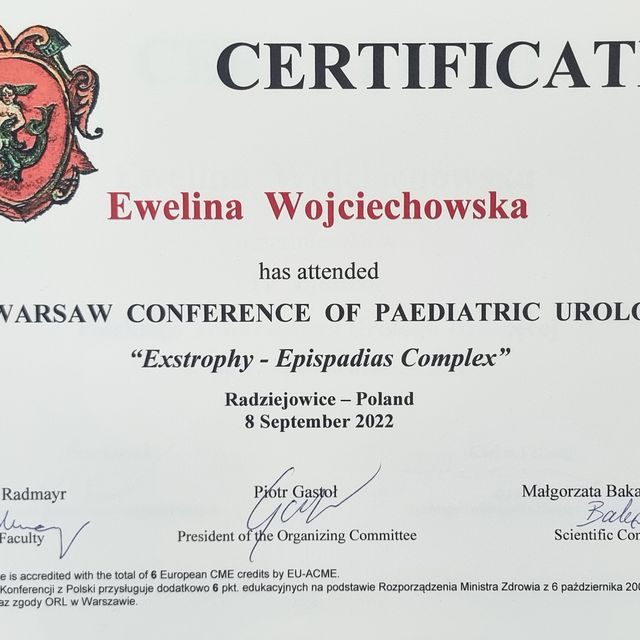 CERTIFICAT
Ewelina Wojciechowska
has attended
WARSAW CONFERENCE OF PAEDIATRIC UROLO
“Exstrophy - Epispadias Complex”
Radziejowice – Poland
8 September 2022
Radmayr Piotr Gastoł Małgorzata Baka
Faculty President of the Organizing Committee Scientific Com
e is accredited with the total of 6 European CME credits by EU-ACME.
Konferencji z Polski przysługuje dodatkowo 6 pkt. edukacyjnych na podstawie Rozporządzenia Ministra Zdrowia z 6 października 200
az zgody ORL w Warszawie.